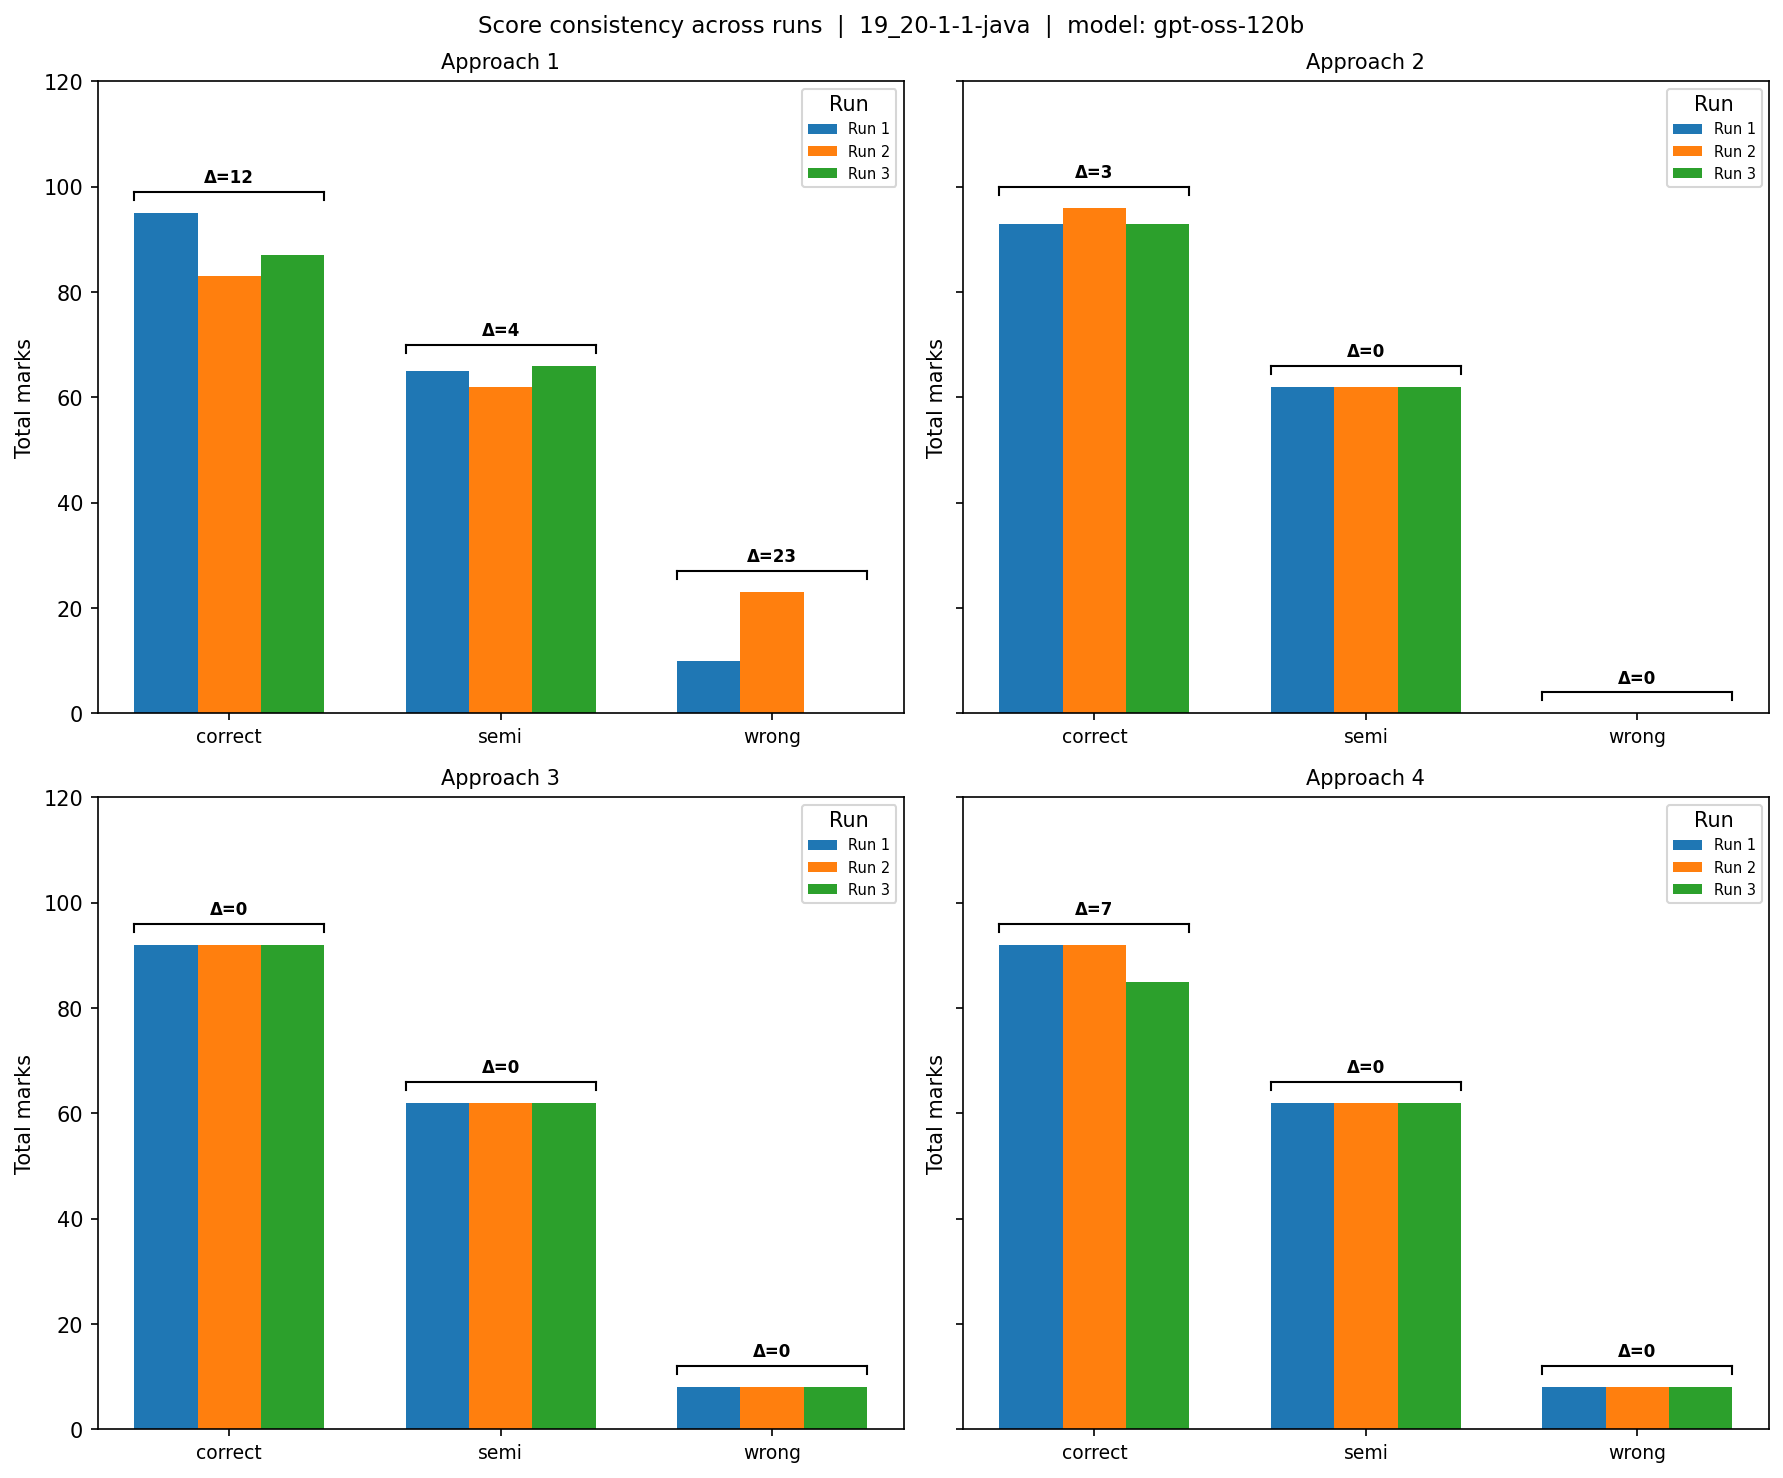 Score consistency across runs | 19_20-1-1-java | model: gpt-oss-120b
Approach 1
Total marks
120
100
80
60
40
20
0
Δ=12
Δ=4
Δ=23
Run
Run 1
Run 2
Run 3
correct
semi
wrong
Approach 2
Total marks
Δ=3
Δ=0
Δ=0
Run
Run 1
Run 2
Run 3
correct
semi
wrong
Approach 3
Total marks
120
100
80
60
40
20
0
Δ=0
Δ=0
Δ=0
Run
Run 1
Run 2
Run 3
correct
semi
wrong
Approach 4
Total marks
Δ=7
Δ=0
Δ=0
Run
Run 1
Run 2
Run 3
correct
semi
wrong